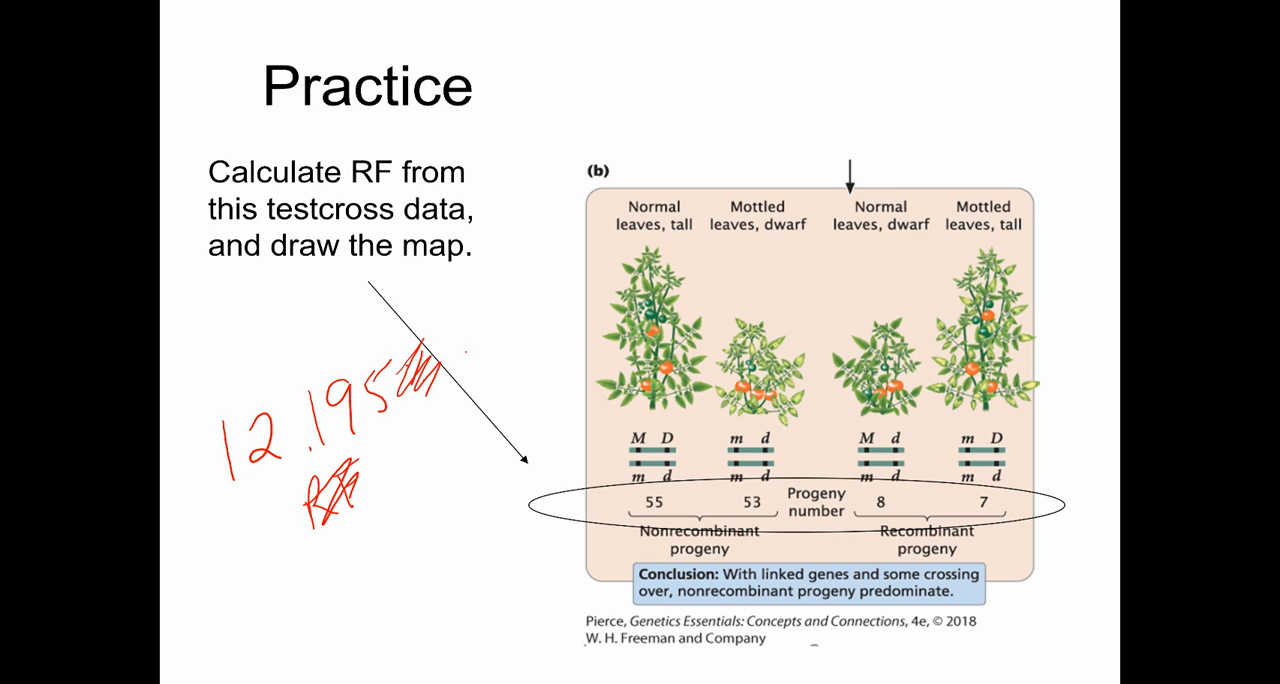 Practice
Calculate RF from
this testcross data,
and draw the map.
12.195
(b)
Normal
leaves, tall
Mottled
leaves, dwarf
Normal
leaves, dwarf
Mottled
leaves, tall
M D
m d
M d
m D
m d
m d
m d
m d
55
53
Progeny
number
8
7
Nonrecombinant
progeny
Recombinant
progeny
Conclusion: With linked genes and some crossing
over, nonrecombinant progeny predominate.
Pierce, Genetics Essentials: Concepts and Connections, 4e, © 2018
W. H. Freeman and Company